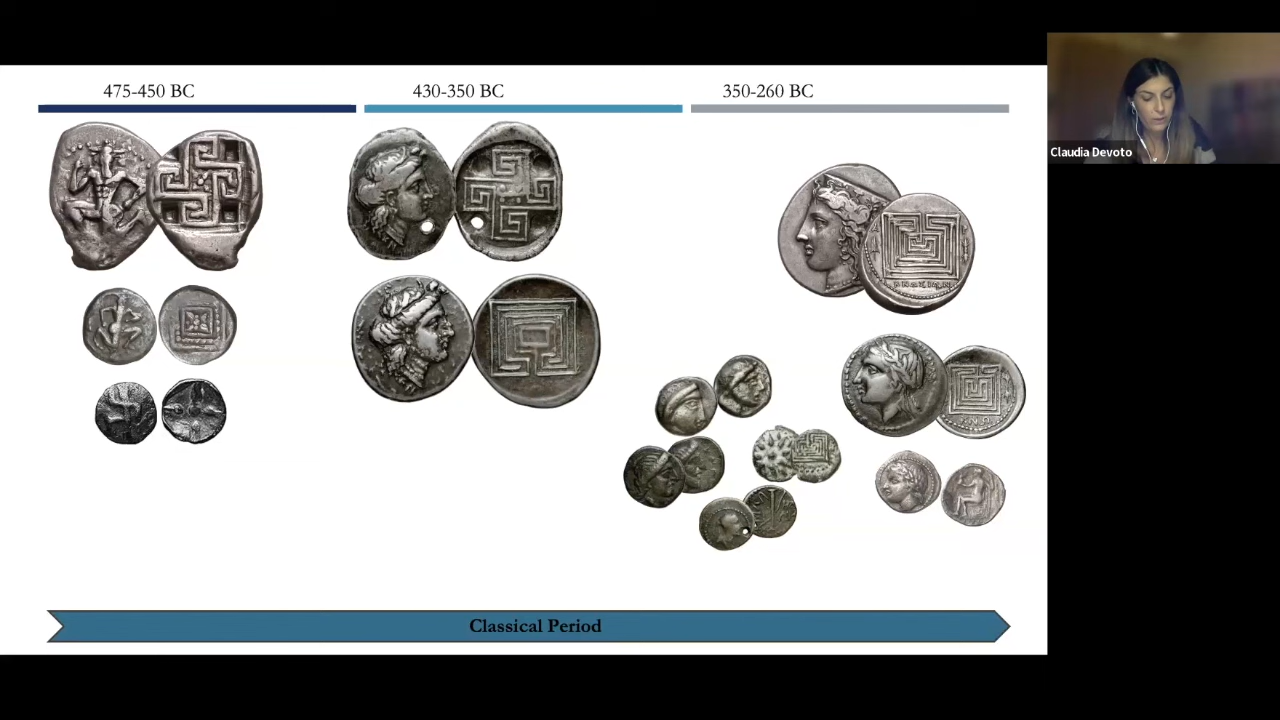 475-450 BC
430-350 BC
350-260 BC
Claudia Devoto
Classical Period